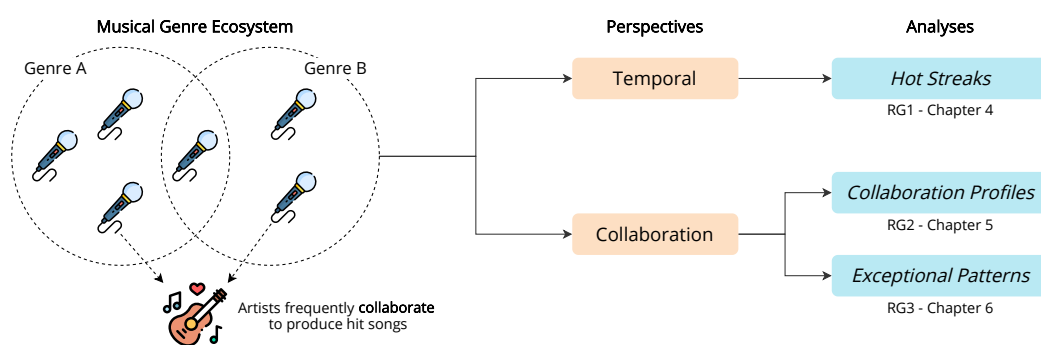 Musical Genre Ecosystem
Perspectives
Analyses
Genre A
Genre B
Temporal
Hot Streaks
RG1 - Chapter 4
Collaboration Profiles
RG2 - Chapter 5
Collaboration
Exceptional Patterns
RG3 - Chapter 6
Artists frequently collaborate
to produce hit songs